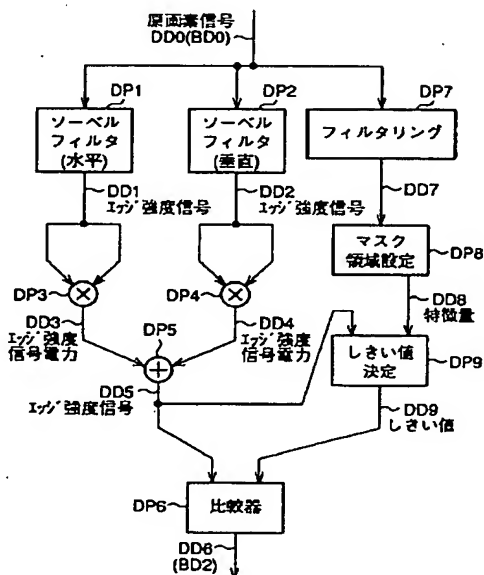 原画素信号
DD0(BD0)
DP1
DP2
DP7
ソーベル
フィルタ
(水平)
ソーベル
フィルタ
(垂直)
フィルタリング
DD1
エッジ強度信号
DD2
エッジ強度信号
DD7
マスク
領域設定
DP8
DP3
DP4
DD8
特徴量
DD3
エッジ強度
信号電力
DP5
DD4
エッジ強度
信号電力
しきい値
決定
DP9
DD5
エッジ強度信号
DD9
しきい値
DP6
比較器
DD6
(BD2)